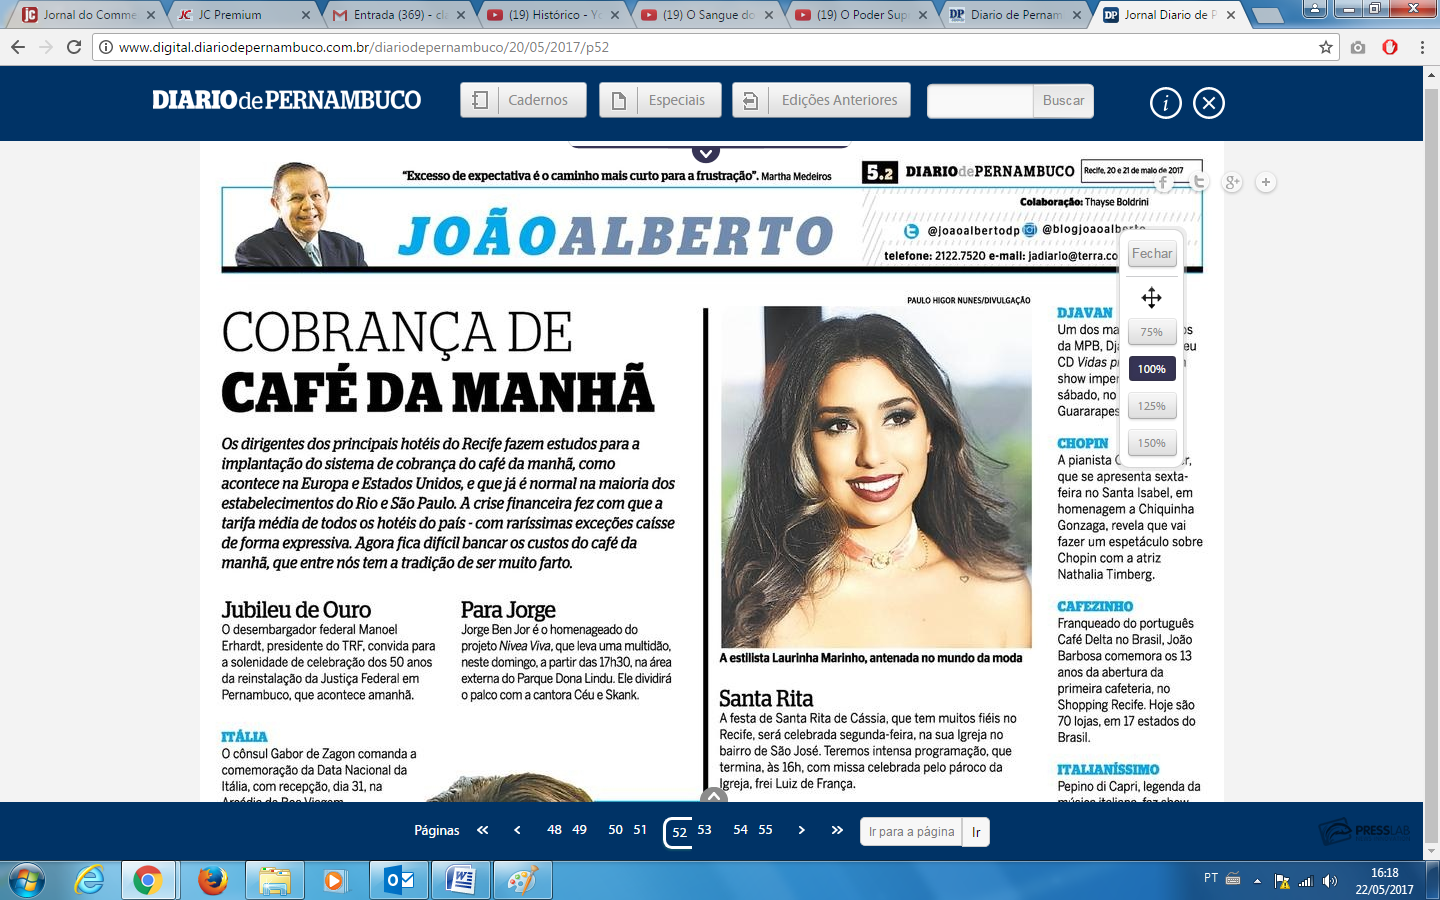 Jornal do Comme
JC Premium
Entrada (369) - cla
(19) Histórico - Yo
(19) O Sangue do
(19) O Poder Sup
Diario de Pernam
Jornal Diario de P
www.digital.diariodepernambuco.com.br/diariodepernambuco/20/05/2017/p52
DIARIOdePERNAMBUCO
Cadernos
Especiais
Edições Anteriores
Buscar
“Excesso de expectativa é o caminho mais curto para a frustração”. Martha Medeiros
5.2 DIARIOdePERNAMBUCO
Recife, 20 e 21 de maio de 2017
Colaboração: Thayse Boldrini
JOÃOALBERTO
@joaoalbertodp @blogjoaoalberto
telefone: 2122.7520 e-mail: jadiario@terra.co
Fechar
75%
100%
125%
150%
COBRANÇA DE
CAFÉ DA MANHÃ
Os dirigentes dos principais hotéis do Recife fazem estudos para a
implantação do sistema de cobrança do café da manhã, como
acontece na Europa e Estados Unidos, e que já é normal na maioria dos
estabelecimentos do Rio e São Paulo. A crise financeira fez com que a
tarifa média de todos os hotéis do país - com raríssimas exceções caísse
de forma expressiva. Agora fica difícil bancar os custos do café da
manhã, que entre nós tem a tradição de ser muito farto.
Jubileu de Ouro
O desembargador federal Manoel
Erhardt, presidente do TRF, convida para
a solenidade de celebração dos 50 anos
da reinstalação da Justiça Federal em
Pernambuco, que acontece amanhã.
Para Jorge
Jorge Ben Jor é o homenageado do
projeto Nivea Viva, que leva uma multidão,
neste domingo, a partir das 17h30, na área
externa do Parque Dona Lindu. Ele dividirá
o palco com a cantora Céu e Skank.
ITÁLIA
O cônsul Gabor de Zagon comanda a
comemoração da Data Nacional da
Itália, com recepção, dia 31, na
Arcádia de Boa Viagem
PAULO HIGOR NUNES/DIVULGAÇÃO
A estilista Laurinha Marinho, antenada no mundo da moda
Santa Rita
A festa de Santa Rita de Cássia, que tem muitos fiéis no
Recife, será celebrada segunda-feira, na sua Igreja no
bairro de São José. Teremos intensa programação, que
termina, às 16h, com missa celebrada pelo pároco da
Igreja, frei Luiz de França.
DJAVAN
Um dos ma os
da MPB, Dj eu
CD Vidas p
show imper
sábado, no
Guararapes
CHOPIN
A pianista r,
que se apresenta sexta-
feira no Santa Isabel, em
homenagem a Chiquinha
Gonzaga, revela que vai
fazer um espetáculo sobre
Chopin com a atriz
Nathalia Timberg.
CAFEZINHO
Franqueado do português
Café Delta no Brasil, João
Barbosa comemora os 13
anos da abertura da
primeira cafeteria, no
Shopping Recife. Hoje são
70 lojas, em 17 estados do
Brasil.
ITALIANÍSSIMO
Pepino di Capri, legenda da
música italiana, faz show
Páginas « ‹ 48 49 50 51 52 53 54 55 › »
Ir para a página
Ir
PRESSLAB
PT
16:18
22/05/2017